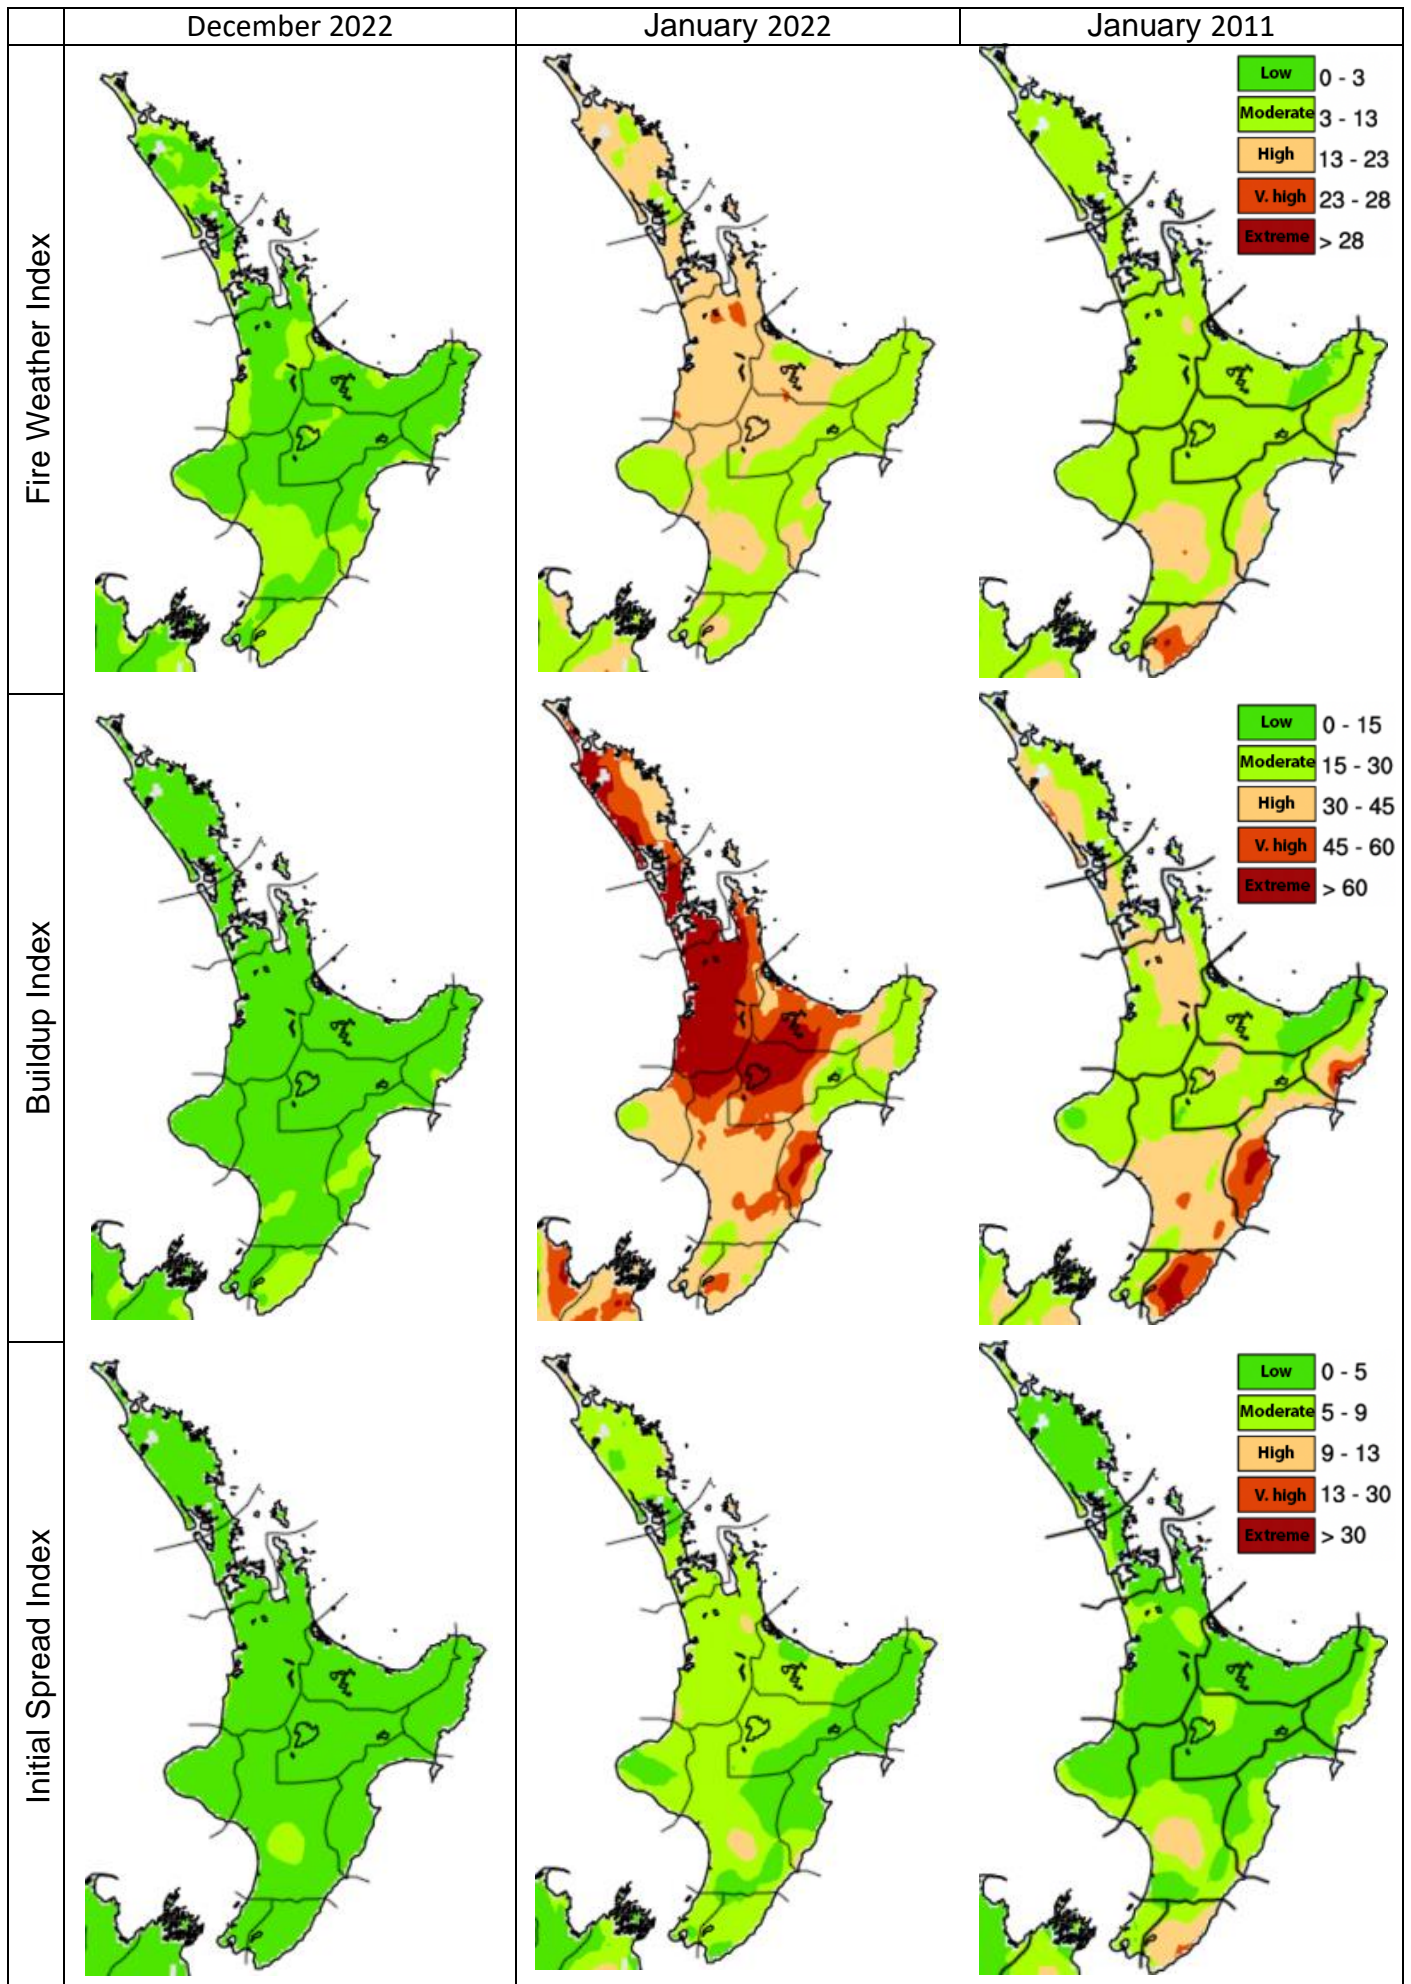 December 2022
January 2022
January 2011
Fire Weather Index
Low 0 - 3
Moderate 3 - 13
High 13 - 23
V. high 23 - 28
Extreme > 28
Buildup Index
Low 0 - 15
Moderate 15 - 30
High 30 - 45
V. high 45 - 60
Extreme > 60
Initial Spread Index
Low 0 - 5
Moderate 5 - 9
High 9 - 13
V. high 13 - 30
Extreme > 30